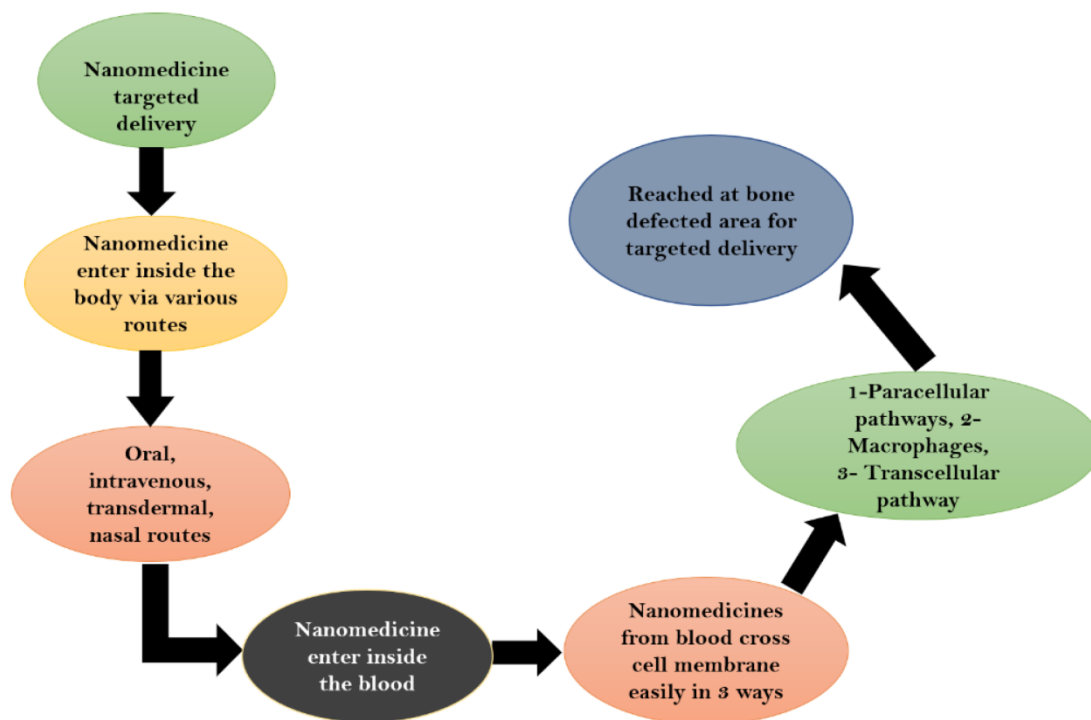 Nanomedicine
targeted
delivery
Nanomedicine
enter inside the
body via various
routes
Oral,
intravenous,
transdermal,
nasal routes
Nanomedicine
enter inside
the blood
Nanomedicines
from blood cross
cell membrane
easily in 3 ways
1-Paracellular
pathways, 2-
Macrophages,
3- Transcellular
pathway
Reached at bone
defected area for
targeted delivery